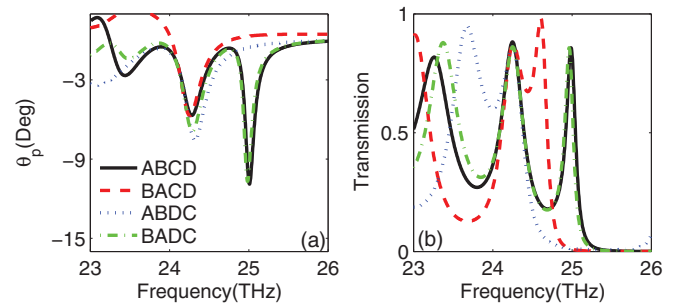 θp(Deg)
−3
−9
−15
ABCD
BACD
ABDC
BADC
(a)
23 24 25 26
Frequency(THz)
Transmission
1
0.5
0
(b)
23 24 25 26
Frequency(THz)